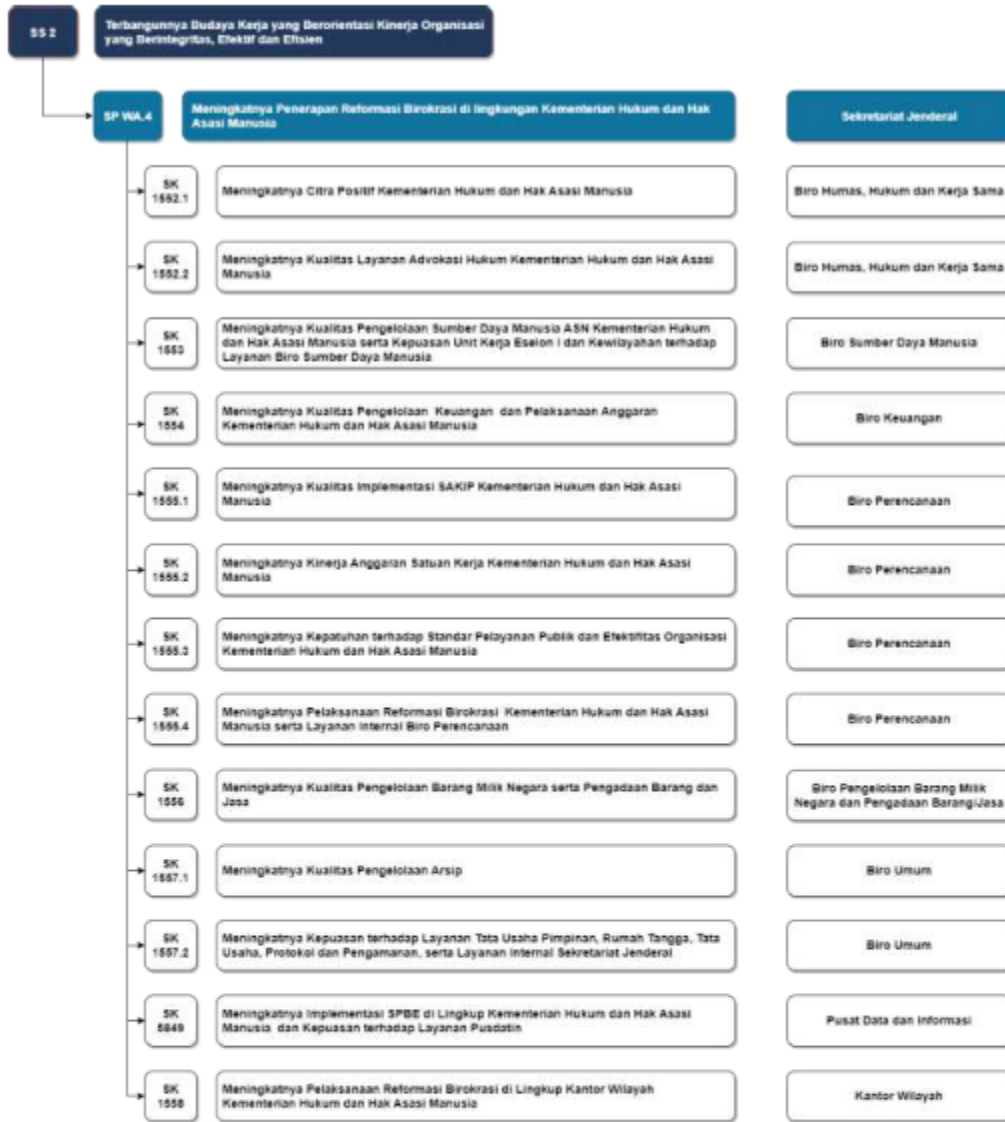 SS 2
Terbangunnya Budaya Kerja yang Berorientasi Kinerja Organisasi
yang Berintegritas, Efektif dan Efisien
SP WA.4
Meningkatnya Penerapan Reformasi Birokrasi di lingkungan Kementerian Hukum dan Hak
Asasi Manusia
Sekretariat Jenderal
SK
1552.1
Meningkatnya Citra Positif Kementerian Hukum dan Hak Asasi Manusia
Biro Humas, Hukum dan Kerja Sama
SK
1552.2
Meningkatnya Kualitas Layanan Advokasi Hukum Kementerian Hukum dan Hak Asasi
Manusia
Biro Humas, Hukum dan Kerja Sama
SK
1553
Meningkatnya Kualitas Pengelolaan Sumber Daya Manusia ASN Kementerian Hukum
dan Hak Asasi Manusia serta Kepuasan Unit Kerja Eselon I dan Kewilayahan terhadap
Layanan Biro Sumber Daya Manusia
Biro Sumber Daya Manusia
SK
1554
Meningkatnya Kualitas Pengelolaan Keuangan dan Pelaksanaan Anggaran
Kementerian Hukum dan Hak Asasi Manusia
Biro Keuangan
SK
1555.1
Meningkatnya Kualitas Implementasi SAKIP Kementerian Hukum dan Hak Asasi
Manusia
Biro Perencanaan
SK
1555.2
Meningkatnya Kinerja Anggaran Satuan Kerja Kementerian Hukum dan Hak Asasi
Manusia
Biro Perencanaan
SK
1555.3
Meningkatnya Kepatuhan terhadap Standar Pelayanan Publik dan Efektifitas Organisasi
Kementerian Hukum dan Hak Asasi Manusia
Biro Perencanaan
SK
1555.4
Meningkatnya Pelaksanaan Reformasi Birokrasi Kementerian Hukum dan Hak Asasi
Manusia serta Layanan Internal Biro Perencanaan
Biro Perencanaan
SK
1556
Meningkatnya Kualitas Pengelolaan Barang Milik Negara serta Pengadaan Barang dan
Jasa
Biro Pengelolaan Barang Milik
Negara dan Pengadaan Barang/Jasa
SK
1557.1
Meningkatnya Kualitas Pengelolaan Arsip
Biro Umum
SK
1557.2
Meningkatnya Kepuasan terhadap Layanan Tata Usaha Pimpinan, Rumah Tangga, Tata
Usaha, Protokol dan Pengamanan, serta Layanan Internal Sekretariat Jenderal
Biro Umum
SK
5849
Meningkatnya Implementasi SPBE di Lingkup Kementerian Hukum dan Hak Asasi
Manusia dan Kepuasan terhadap Layanan Pusdatin
Pusat Data dan Informasi
SK
1558
Meningkatnya Pelaksanaan Reformasi Birokrasi di Lingkup Kantor Wilayah
Kementerian Hukum dan Hak Asasi Manusia
Kantor Wilayah